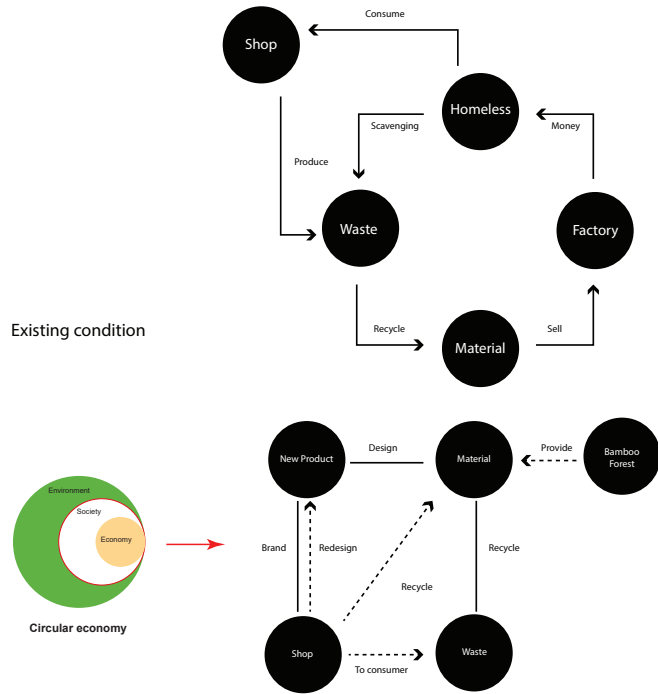 Consume
Shop
Homeless
Scavenging
Money
Produce
Waste
Factory
Existing condition
Recycle
Sell
Material
New Product
Design
Material
Provide
Bamboo
Forest
Environment
Society
Economy
Brand
Redesign
Recycle
Recycle
Circular economy
Shop
To consumer
Waste